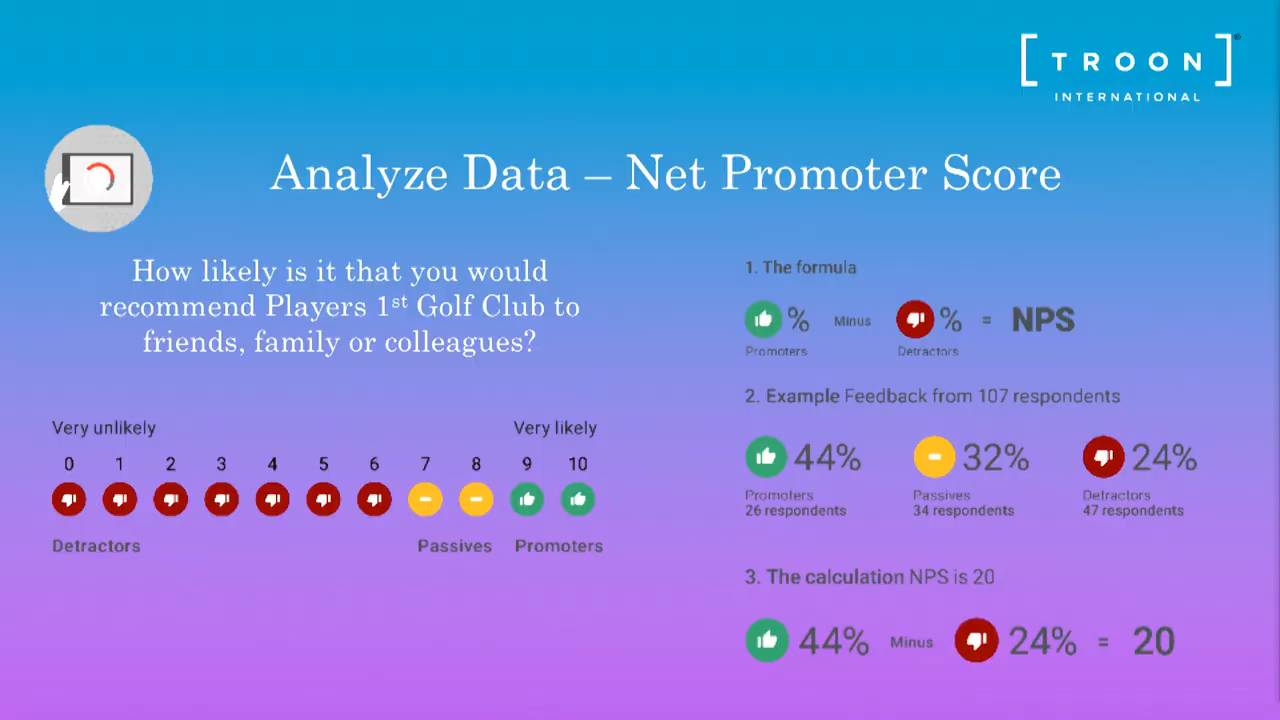 [ TROON ]®
INTERNATIONAL
Analyze Data – Net Promoter Score
How likely is it that you would
recommend Players 1st Golf Club to
friends, family or colleagues?
Very unlikely Very likely
0 1 2 3 4 5 6 7 8 9 10
Detractors Passives Promoters
1. The formula
% Minus % = NPS
Promoters Detractors
2. Example Feedback from 107 respondents
44% 32% 24%
Promoters Passives Detractors
26 respondents 34 respondents 47 respondents
3. The calculation NPS is 20
44% Minus 24% = 20